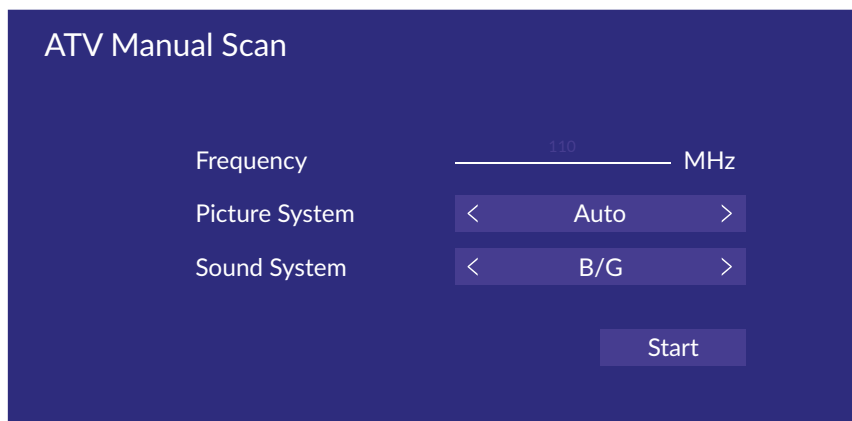 ATV Manual Scan
Frequency 110 MHz
Picture System < Auto >
Sound System < B/G >
Start